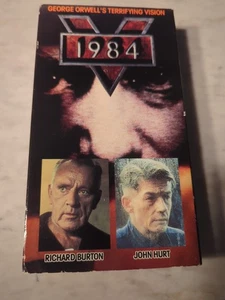 GEORGE ORWELL'S TERRIFYING VISION
1984
RICHARD BURTON
JOHN HURT